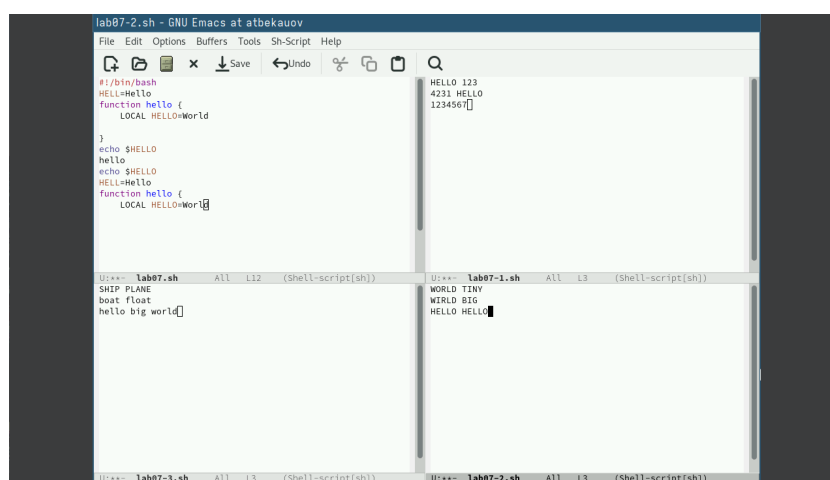 lab07-2.sh - GNU Emacs at atbekauov
File Edit Options Buffers Tools Sh-Script Help
Save Undo
#!/bin/bash
HELL=Hello
function hello {
    LOCAL HELLO=World
}
echo $HELLO
hello
echo $HELLO
HELL=Hello
function hello {
    LOCAL HELLO=World
U:**- lab07.sh All L12 (Shell-script[sh])
HELLO 123
4231 HELLO
1234567
U:**- lab07-1.sh All L3 (Shell-script[sh])
SHIP PLANE
boat float
hello big world
U:**- lab07-3.sh All L3 (Shell-script[sh])
WORLD TINY
WIRLD BIG
HELLO HELLO
U:**- lab07-2.sh All L3 (Shell-script[sh])